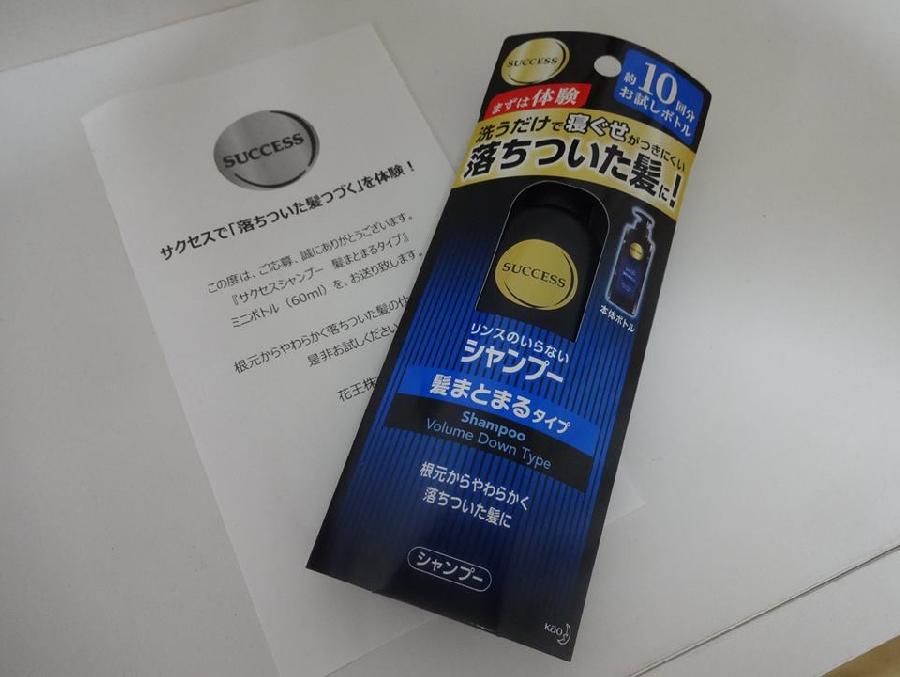 SUCCESS
サクセスで「落ちついた髪つづく」を体験！
この度は、ご応募、誠にありがとうございます。
『サクセスシャンプー 髪まとまるタイプ』
ミニボトル（60ml）を、お送り致します。
根元からやわらかく落ちついた髪の
是非お試しください
花王株
SUCCESS
約10回分
お試しボトル
まずは体験
洗うだけで寝ぐせがつきにくい
落ちついた髪に！
SUCCESS
本体ボトル
リンスのいらない
シャンプー
髪まとまるタイプ
Shampoo
Volume Down Type
根元からやわらかく
落ちついた髪に
シャンプー
Kao